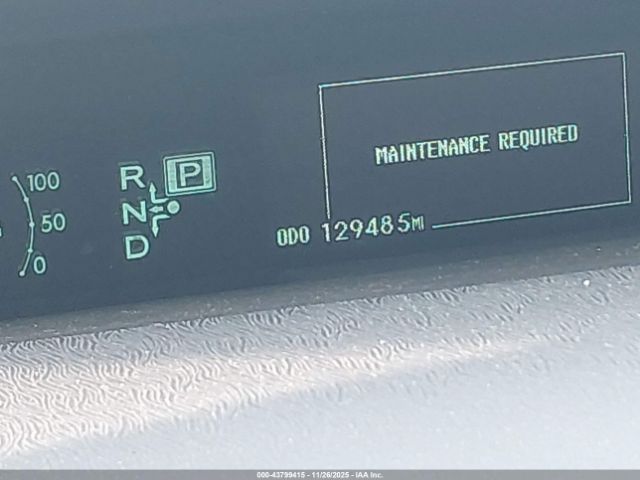 MAINTENANCE REQUIRED
100
R P
N
50
D
ODO 129485MI
0
000-43799415 - 11/26/2025 - IAA Inc.